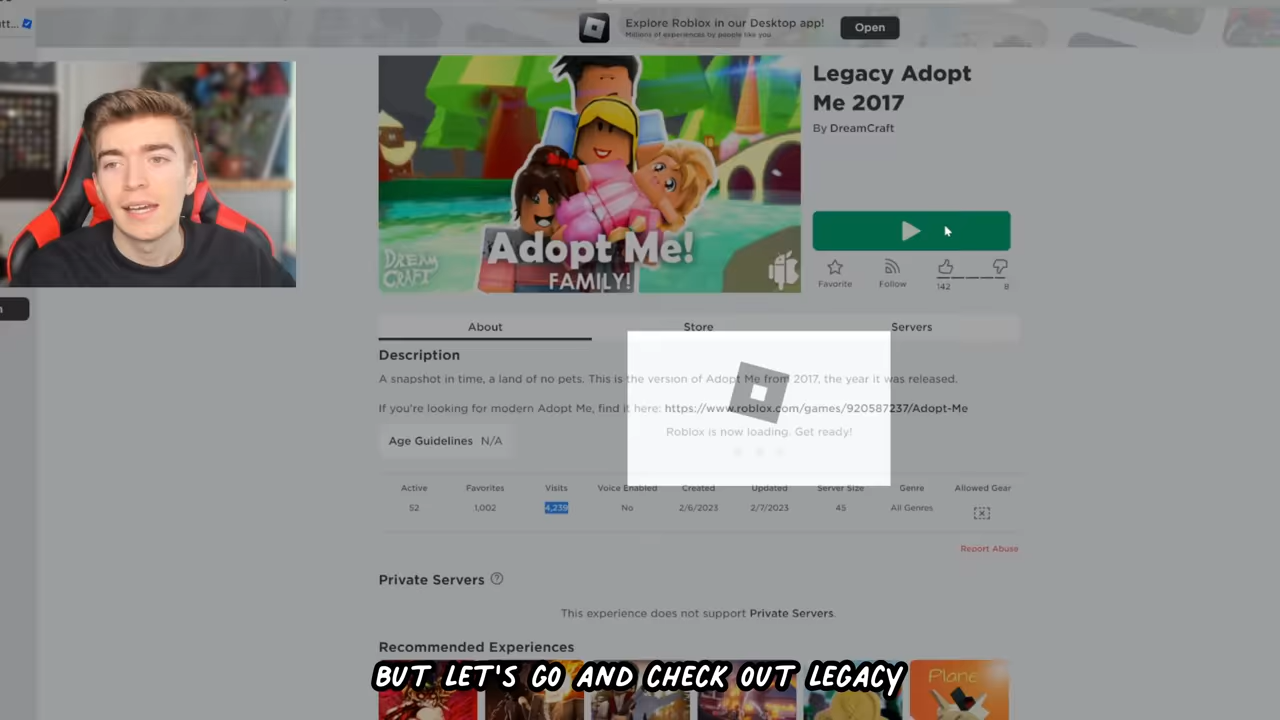 tt...
Explore Roblox in our Desktop app!
Millions of experiences by people like you.
Open
Legacy Adopt
Me 2017
By DreamCraft
Adopt Me!
FAMILY!
DREAM
CRAFT
Favorite
Follow
142
8
About
Store
Servers
Description
A snapshot in time, a land of no pets. This is the version of Adopt Me from 2017, the year it was released.
If you're looking for modern Adopt Me, find it here: https://www.roblox.com/games/920587237/Adopt-Me
Roblox is now loading. Get ready!
Age Guidelines N/A
Active Favorites Visits Voice Enabled Created Updated Server Size Genre Allowed Gear
52 1,002 4,239 No 2/6/2023 2/7/2023 45 All Genres
Report Abuse
Private Servers
This experience does not support Private Servers.
Recommended Experiences
BUT LET'S GO AND CHECK OUT LEGACY
Plane